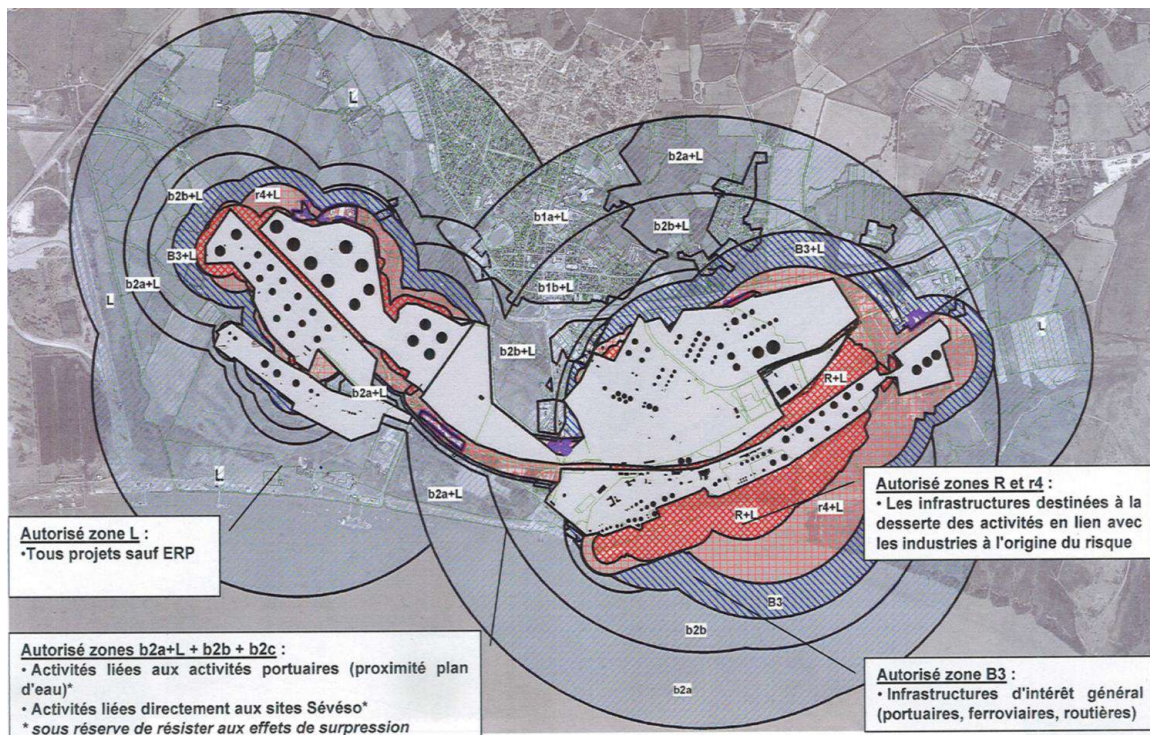 L
b2a+L
b2b+L
r4+L
b1a+L
b2b+L
B3+L
B3+L
b2a+L
b1b+L
L
L
b2b+L
R+L
b2a+L
L
b2a+L
R+L
r4+L
B3
b2b
b2a
Autorisé zone L :
•Tous projets sauf ERP
Autorisé zones b2a+L + b2b + b2c :
• Activités liées aux activités portuaires (proximité plan
d'eau)*
• Activités liées directement aux sites Sévéso*
* sous réserve de résister aux effets de surpression
Autorisé zones R et r4 :
• Les infrastructures destinées à la
desserte des activités en lien avec
les industries à l'origine du risque
Autorisé zone B3 :
• Infrastructures d'intérêt général
(portuaires, ferroviaires, routières)